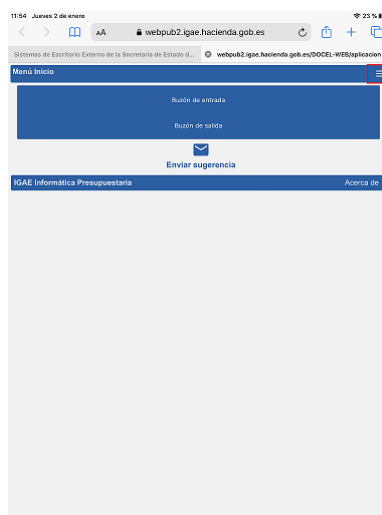 11:54 Jueves 2 de enero
23 %
AA webpub2.igae.hacienda.gob.es
Sistemas de Escritorio Externo de la Secretaría de Estado d... webpub2.igae.hacienda.gob.es/DOCEL-WEB/aplicacion
Menú Inicio
Buzón de entrada
Buzón de salida
Enviar sugerencia
IGAE Informática Presupuestaria Acerca de